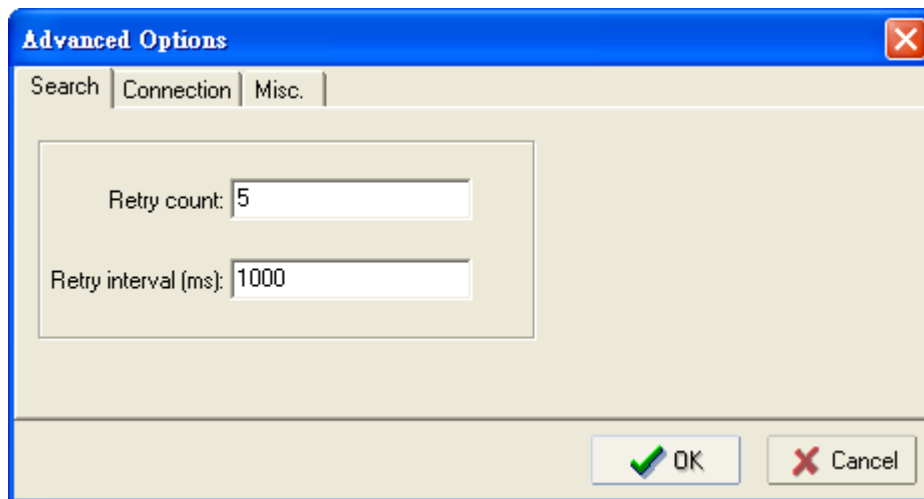 Advanced Options
Search Connection Misc.
Retry count: 5
Retry interval (ms): 1000
OK Cancel